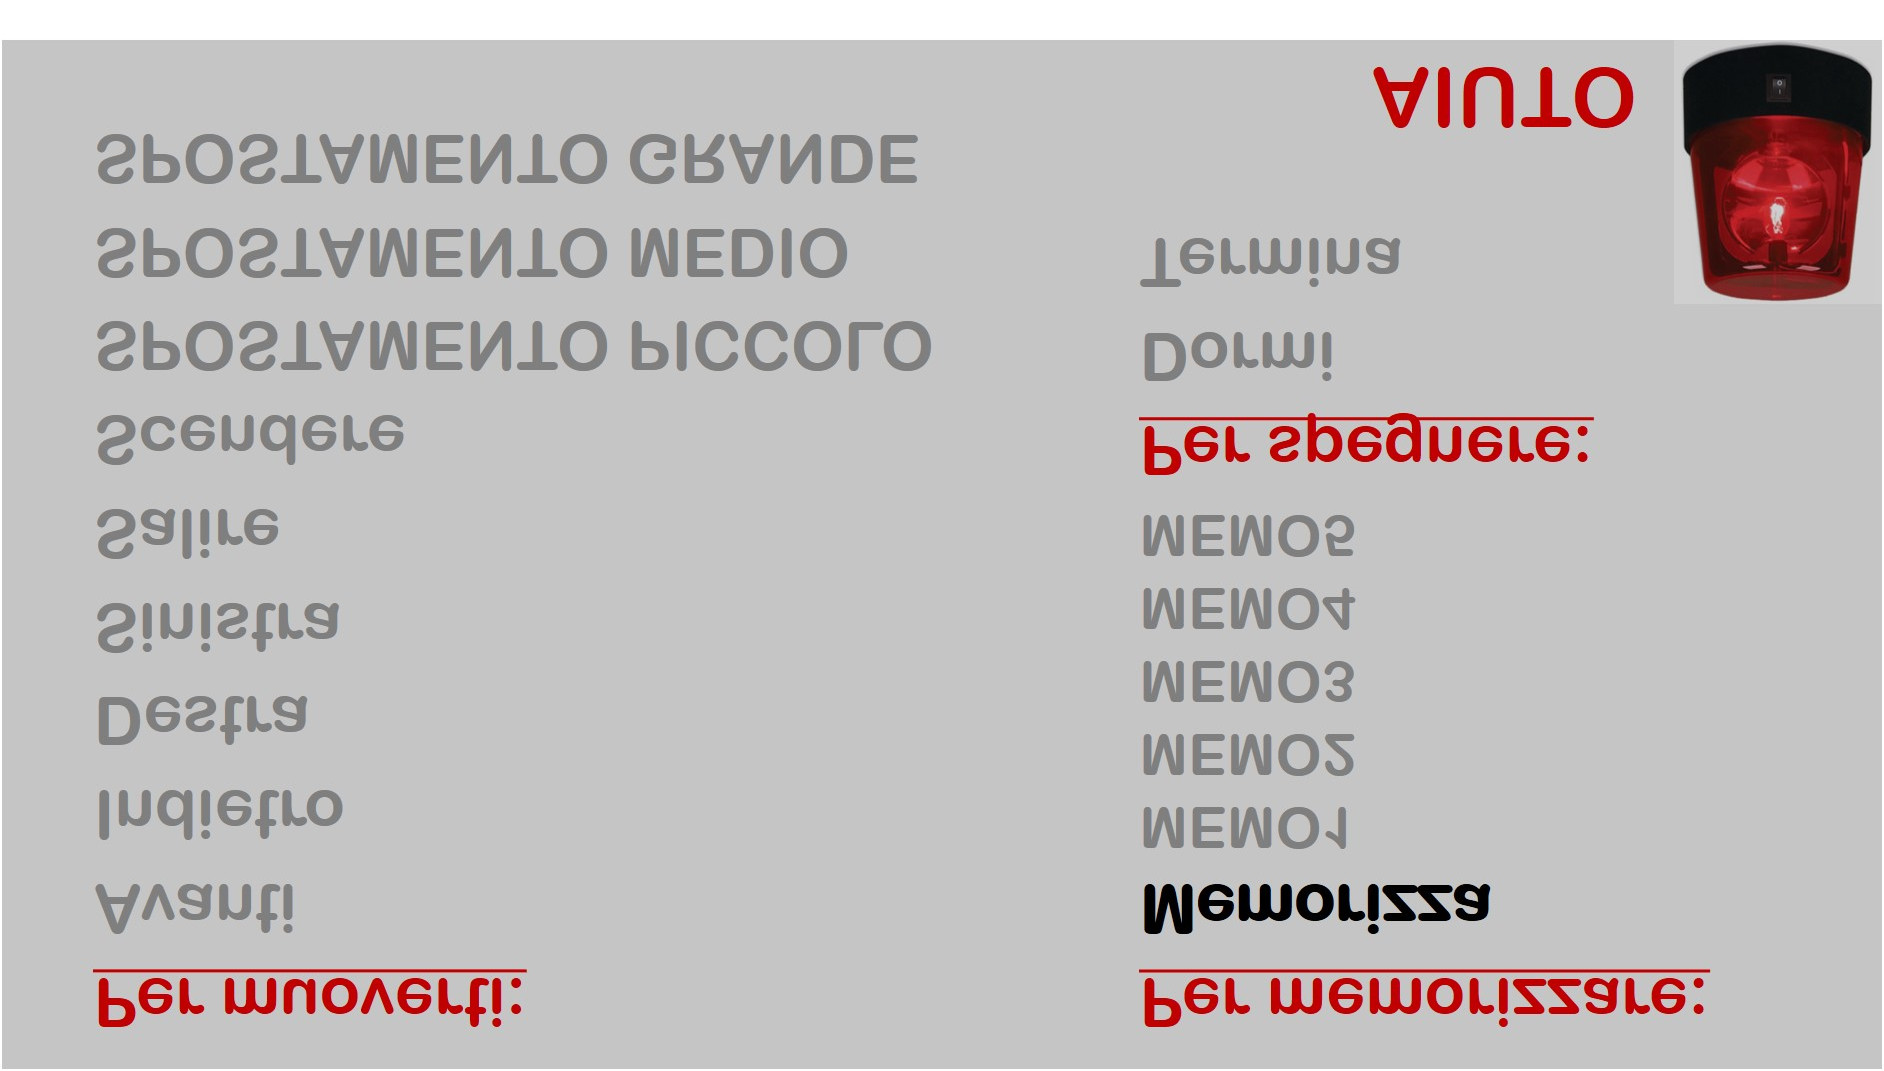 Per muoverti:
Avanti
Indietro
Destra
Sinistra
Salire
Scendere
SPOSTAMENTO PICCOLO
SPOSTAMENTO MEDIO
SPOSTAMENTO GRANDE
Per memorizzare:
Memorizza
MEMO1
MEMO2
MEMO3
MEMO4
MEMO5
Per spegnere:
Dormi
Termina
AIUTO